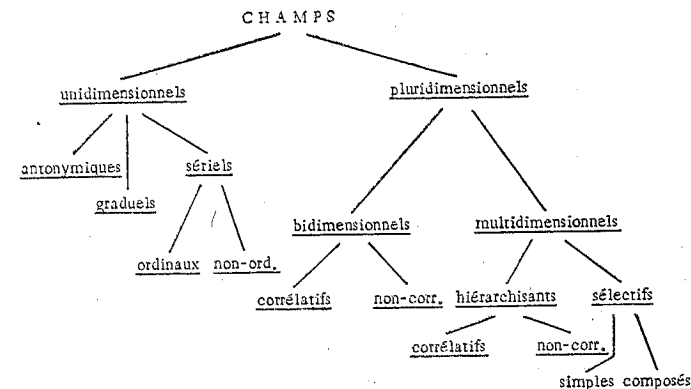 CHAMPS
unidimensionnels
pluridimensionnels
antonymiques
sériels
graduels
bidimensionnels
multidimensionnels
ordinaux
non-ord.
corrélatifs
non-corr.
hiérarchisants
sélectifs
corrélatifs
non-corr.
simples
composés